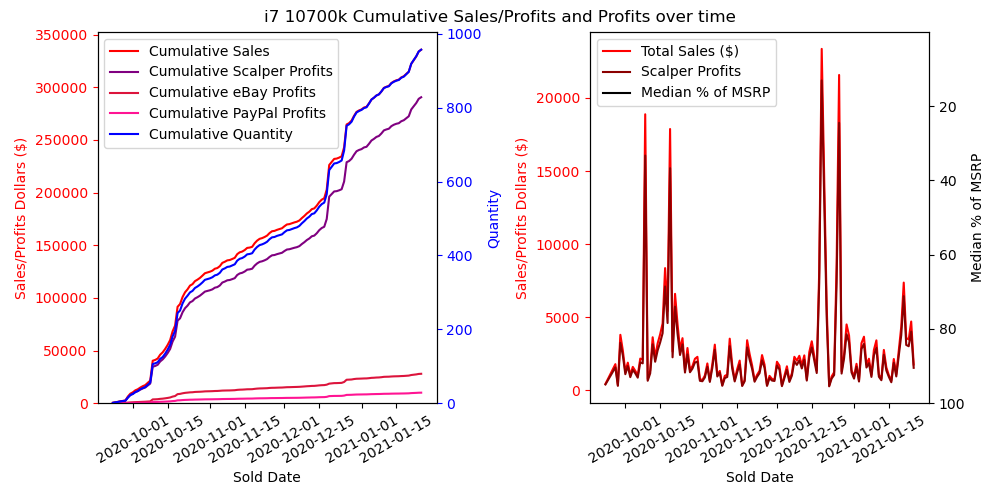 i7 10700k Cumulative Sales/Profits and Profits over time
Cumulative Sales
Cumulative Scalper Profits
Cumulative eBay Profits
Cumulative PayPal Profits
Cumulative Quantity
Sales/Profits Dollars ($)
350000
300000
250000
200000
150000
100000
50000
0
1000
800
600
400
200
0
Quantity
2020-10-01
2020-10-15
2020-11-01
2020-11-15
2020-12-01
2020-12-15
2021-01-01
2021-01-15
Sold Date
Total Sales ($)
Scalper Profits
Median % of MSRP
Sales/Profits Dollars ($)
20000
15000
10000
5000
0
20
40
60
80
100
Median % of MSRP
2020-10-01
2020-10-15
2020-11-01
2020-11-15
2020-12-01
2020-12-15
2021-01-01
2021-01-15
Sold Date